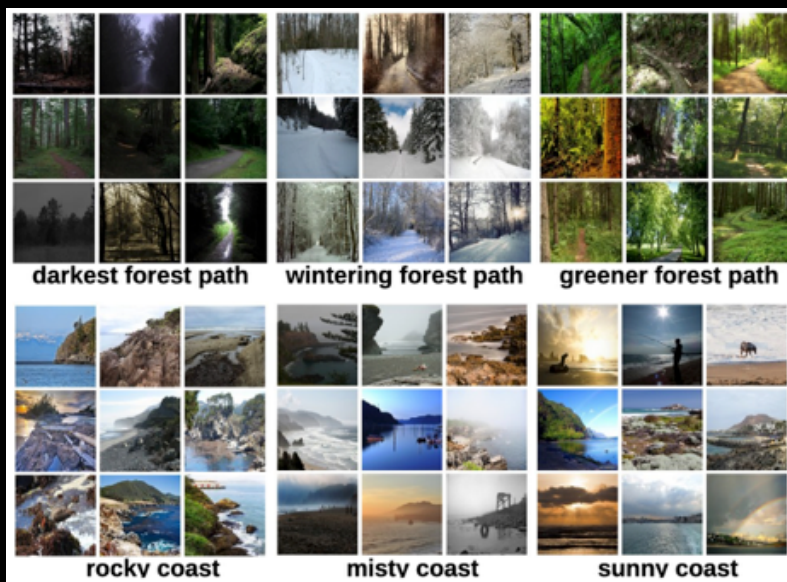 darkest forest path
wintering forest path
greener forest path
rocky coast
misty coast
sunny coast